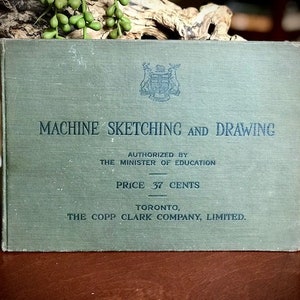 MACHINE SKETCHING AND DRAWING
AUTHORIZED BY
THE MINISTER OF EDUCATION
PRICE 37 CENTS
TORONTO,
THE COPP CLARK COMPANY, LIMITED.